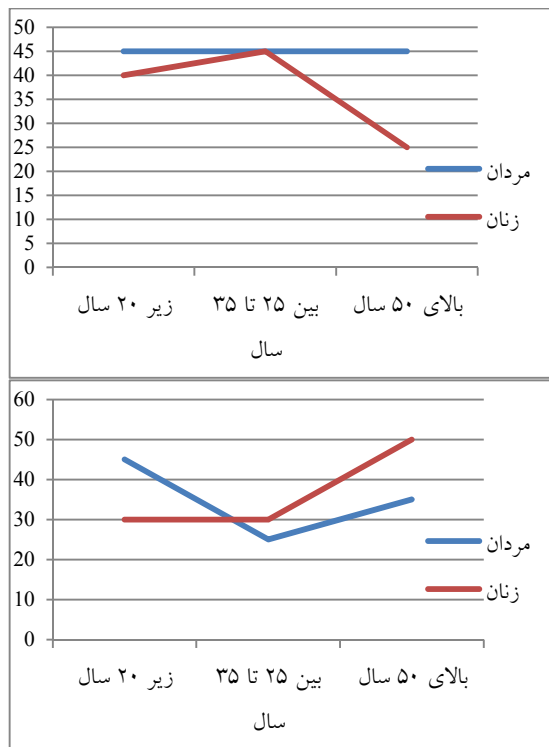 50
45
40
35
30
25
20
15
10
5
0
مردان
زنان
زیر ۲۰ سال
بین ۲۵ تا ۳۵
سال
بالای ۵۰ سال
60
50
40
30
20
10
0
مردان
زنان
زیر ۲۰ سال
بین ۲۵ تا ۳۵
سال
بالای ۵۰ سال